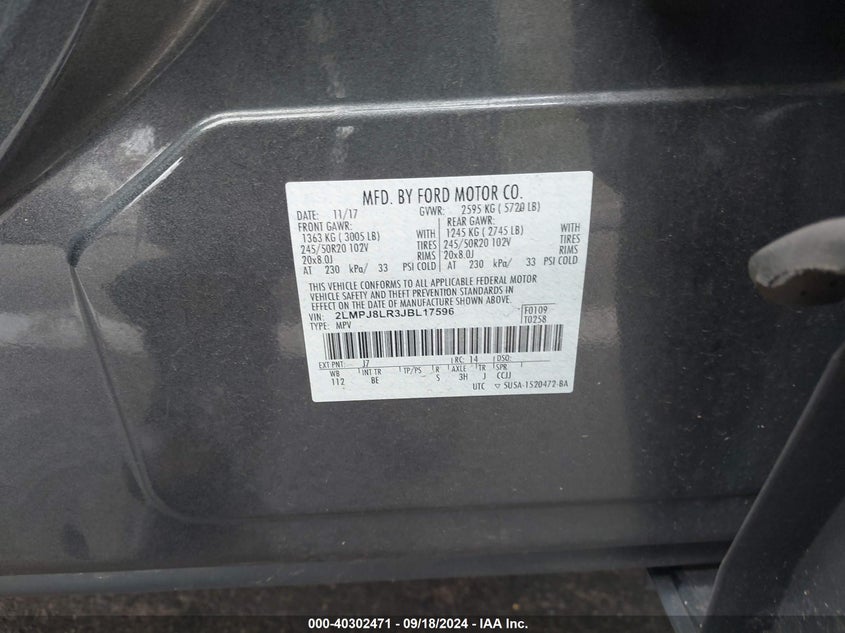 MFD. BY FORD MOTOR CO.
DATE: 11/17 GVWR: 2595 KG ( 5720 LB)
FRONT GAWR: REAR GAWR:
1363 KG ( 3005 LB) WITH 1245 KG ( 2745 LB) WITH
245/50R20 102V TIRES 245/50R20 102V TIRES
20x8.0J RIMS 20x8.0J RIMS
AT 230 kPa/ 33 PSI COLD AT 230 kPa/ 33 PSI COLD
THIS VEHICLE CONFORMS TO ALL APPLICABLE FEDERAL MOTOR
VEHICLE SAFETY AND THEFT PREVENTION STANDARDS IN
EFFECT ON THE DATE OF MANUFACTURE SHOWN ABOVE.
VIN: 2LMPJ8LR3JBL17596 F0109
TYPE: MPV T0258
EXT PNT: J7 RC: 14 DSO:
WB INT TR TP/PS R AXLE TR SPR
112 BE S 3H J CCJJ
UTC ▽ 5U5A-1520472-BA
000-40302471 - 09/18/2024 - IAA Inc.